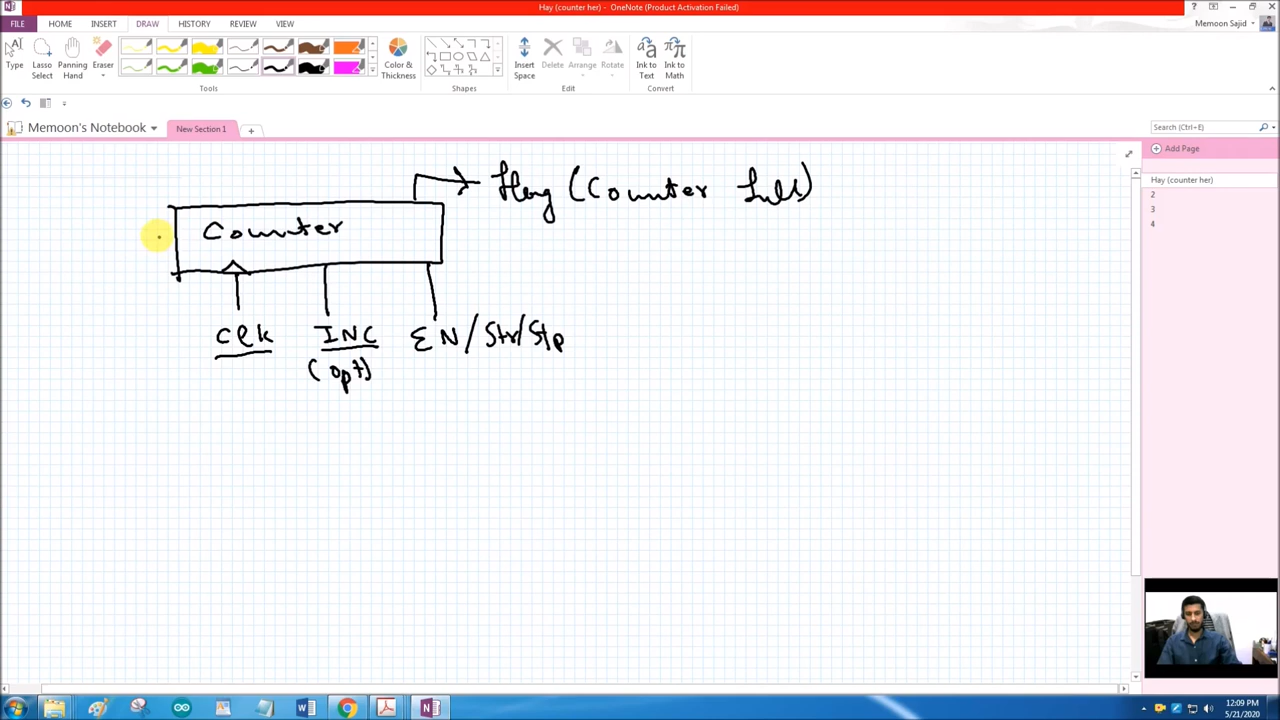 Hay (counter her) - OneNote (Product Activation Failed)
FILE HOME INSERT DRAW HISTORY REVIEW VIEW
Memoon Sajid
Type Lasso Select Panning Hand Eraser Color & Thickness Insert Space Delete Arrange Rotate Ink to Text Ink to Math
Tools Shapes Edit Convert
Memoon's Notebook New Section 1
Search (Ctrl+E)
Add Page
Hay (counter her)
2
3
4
flag (Counter full)
Counter
Clk INC EN/Str/Stp
(opt)
12:09 PM
5/21/2020